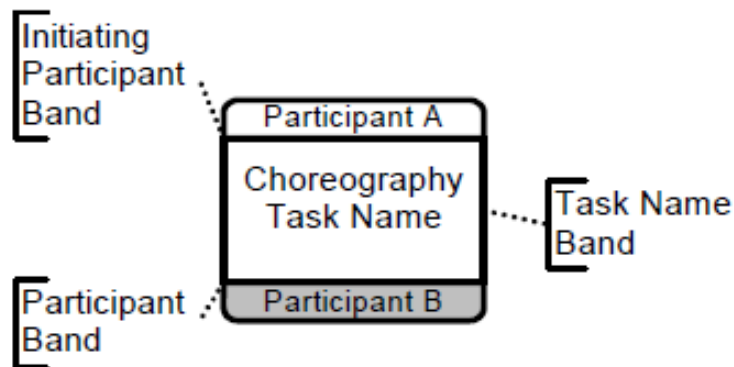 Initiating
Participant
Band
Participant A
Choreography
Task Name
Task Name
Band
Participant B
Participant
Band